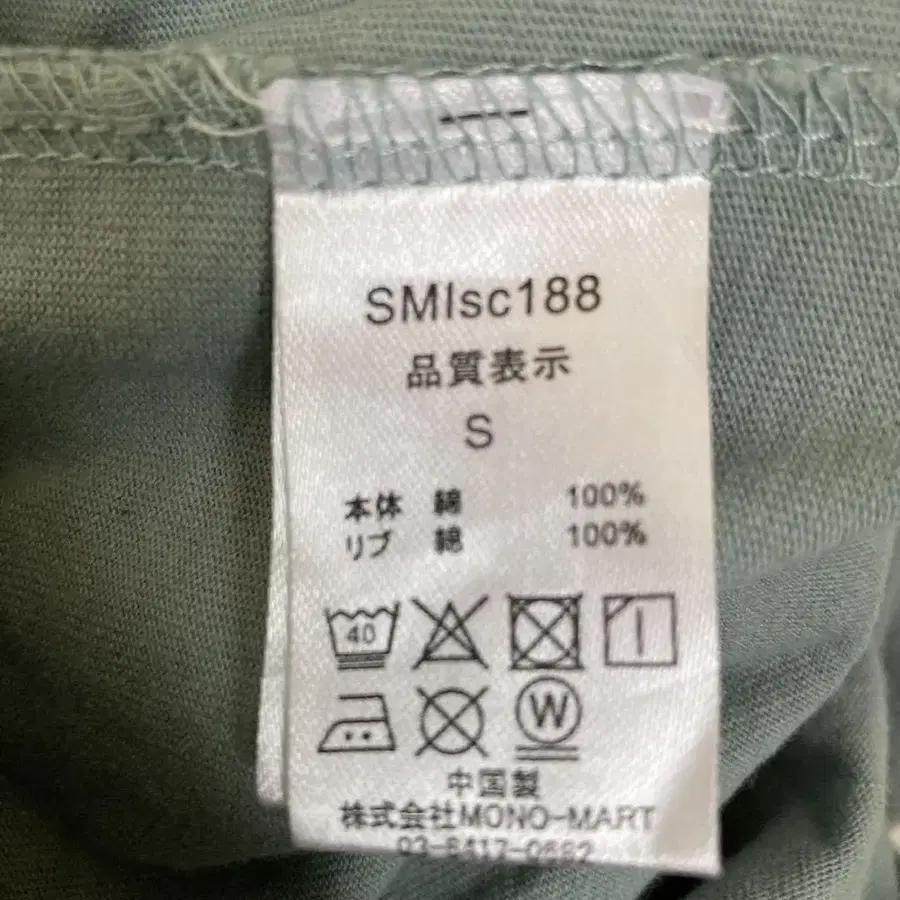 SMIsc188
品質表示
S
本体 綿 100%
リブ 綿 100%
40
W
中国製
株式会社MONO-MART